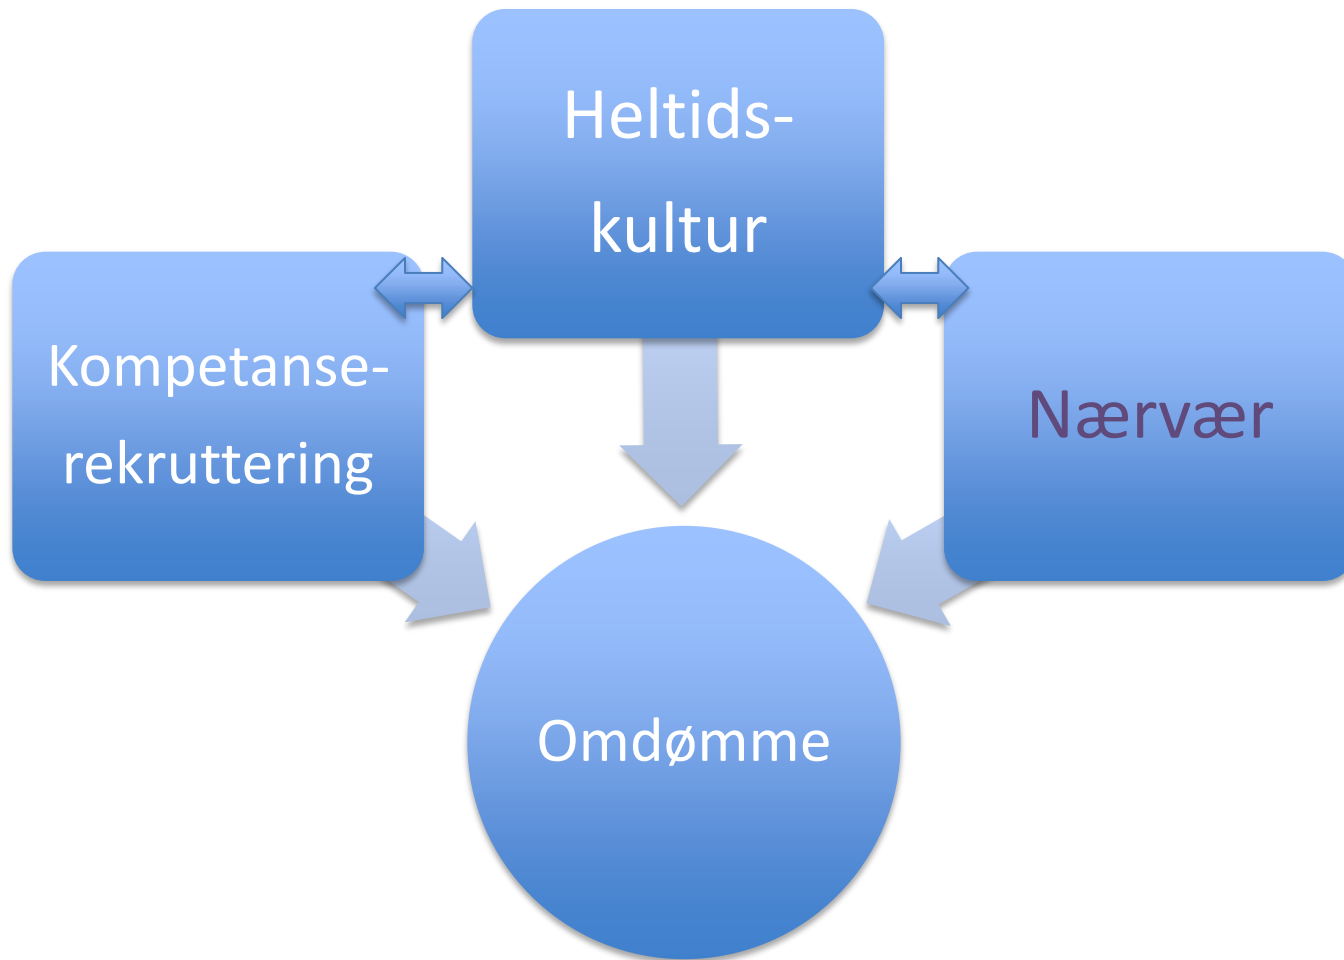 Heltids-
kultur
Kompetanse-
rekruttering
Nærvær
Omdømme